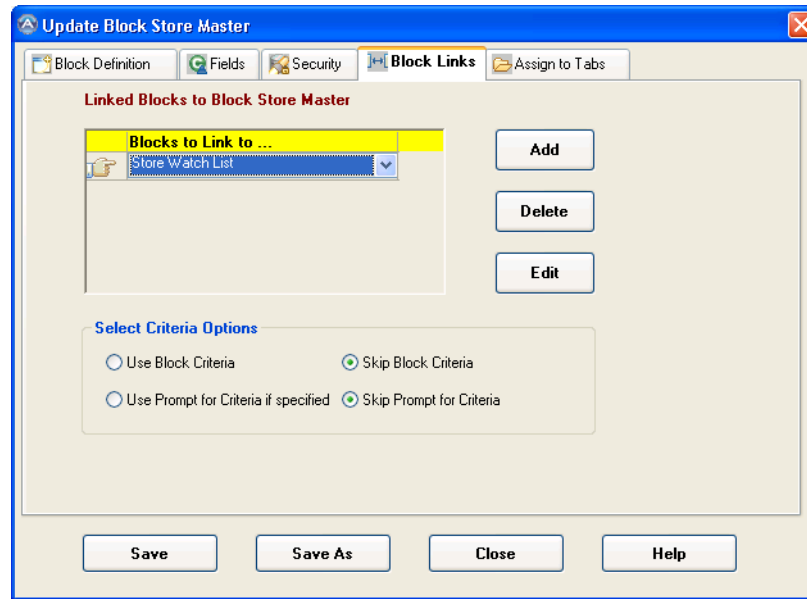 Update Block Store Master
Block Definition Fields Security Block Links Assign to Tabs
Linked Blocks to Block Store Master
Blocks to Link to ...
Store Watch List
Add
Delete
Edit
Select Criteria Options
Use Block Criteria Skip Block Criteria
Use Prompt for Criteria if specified Skip Prompt for Criteria
Save Save As Close Help